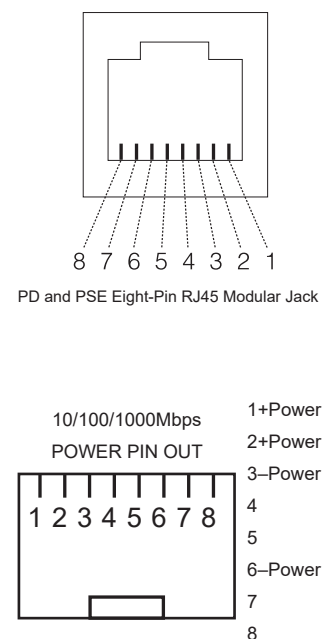 8 7 6 5 4 3 2 1
PD and PSE Eight-Pin RJ45 Modular Jack
10/100/1000Mbps
POWER PIN OUT
1 2 3 4 5 6 7 8
1+Power
2+Power
3–Power
4
5
6–Power
7
8